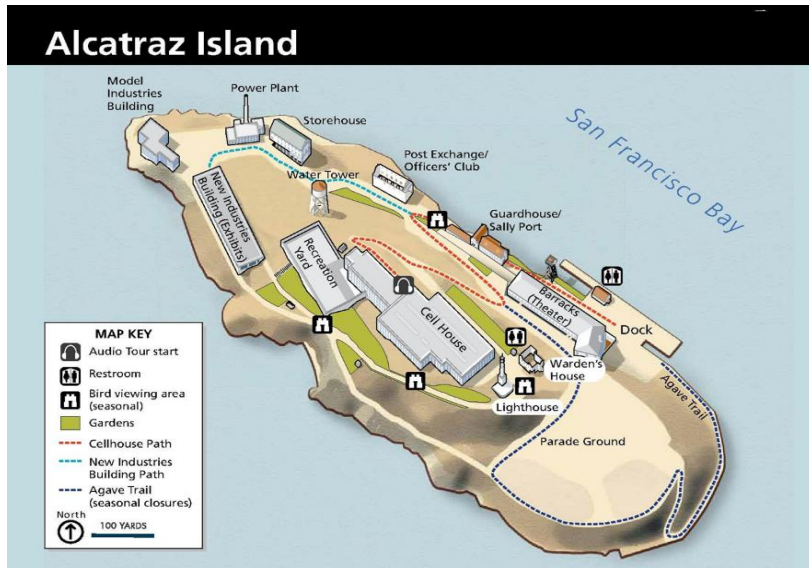 Alcatraz Island
Model
Industries
Building
Power Plant
Storehouse
San Francisco Bay
Post Exchange/
Officers' Club
Water Tower
New Industries
Building (Exhibits)
Guardhouse/
Sally Port
Recreation
Yard
Barracks
(Theater)
Dock
Cell House
Warden's
House
Lighthouse
Agave Trail
Parade Ground
MAP KEY
Audio Tour start
Restroom
Bird viewing area
(seasonal)
Gardens
Cellhouse Path
New Industries
Building Path
Agave Trail
(seasonal closures)
North
100 YARDS